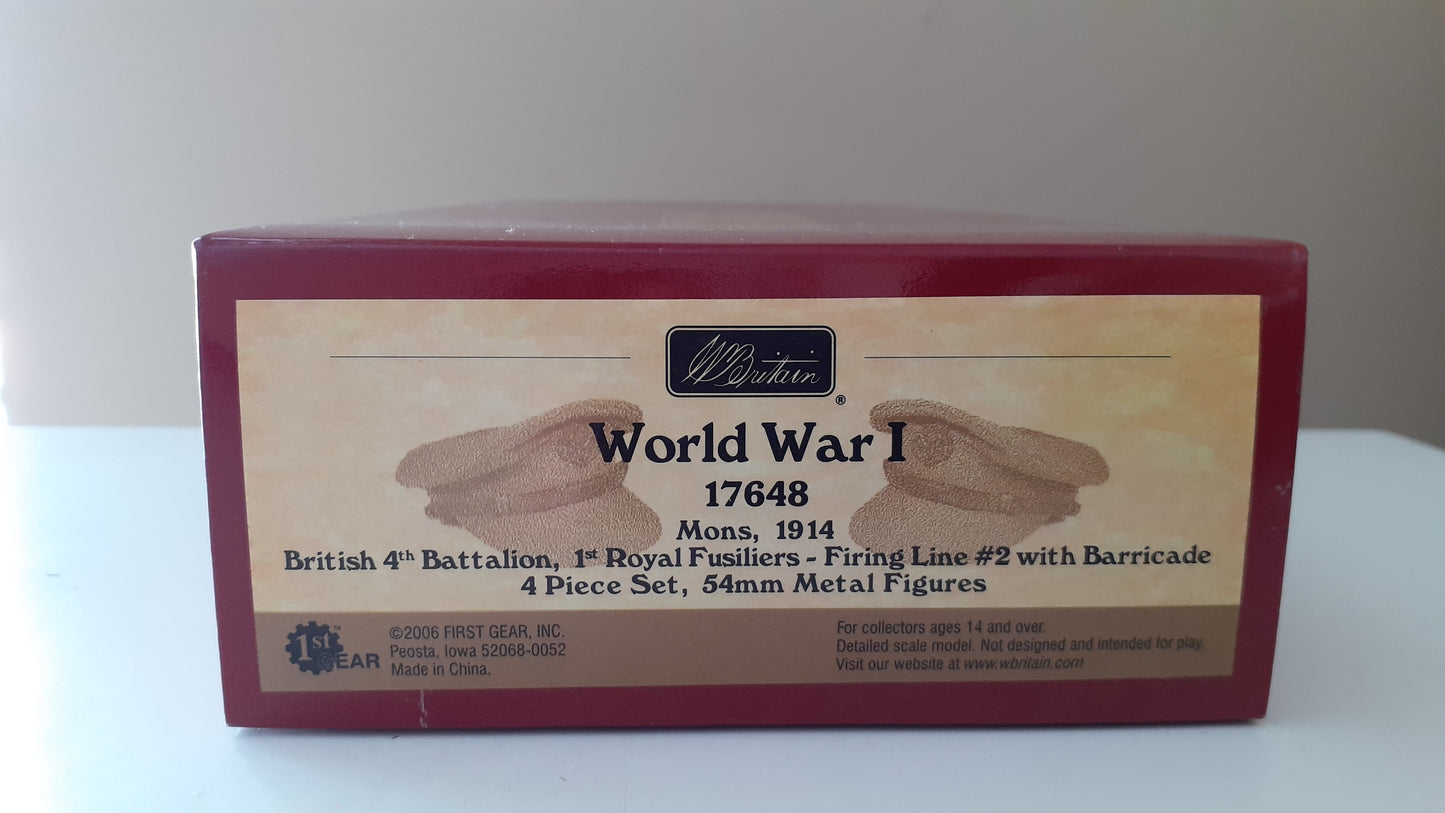 WBritain
®
World War I
17648
Mons, 1914
British 4th Battalion, 1st Royal Fusiliers - Firing Line #2 with Barricade
4 Piece Set, 54mm Metal Figures
1st GEAR
©2006 FIRST GEAR, INC.
Peosta, Iowa 52068-0052
Made in China.
For collectors ages 14 and over.
Detailed scale model. Not designed and intended for play.
Visit our website at www.wbritain.com